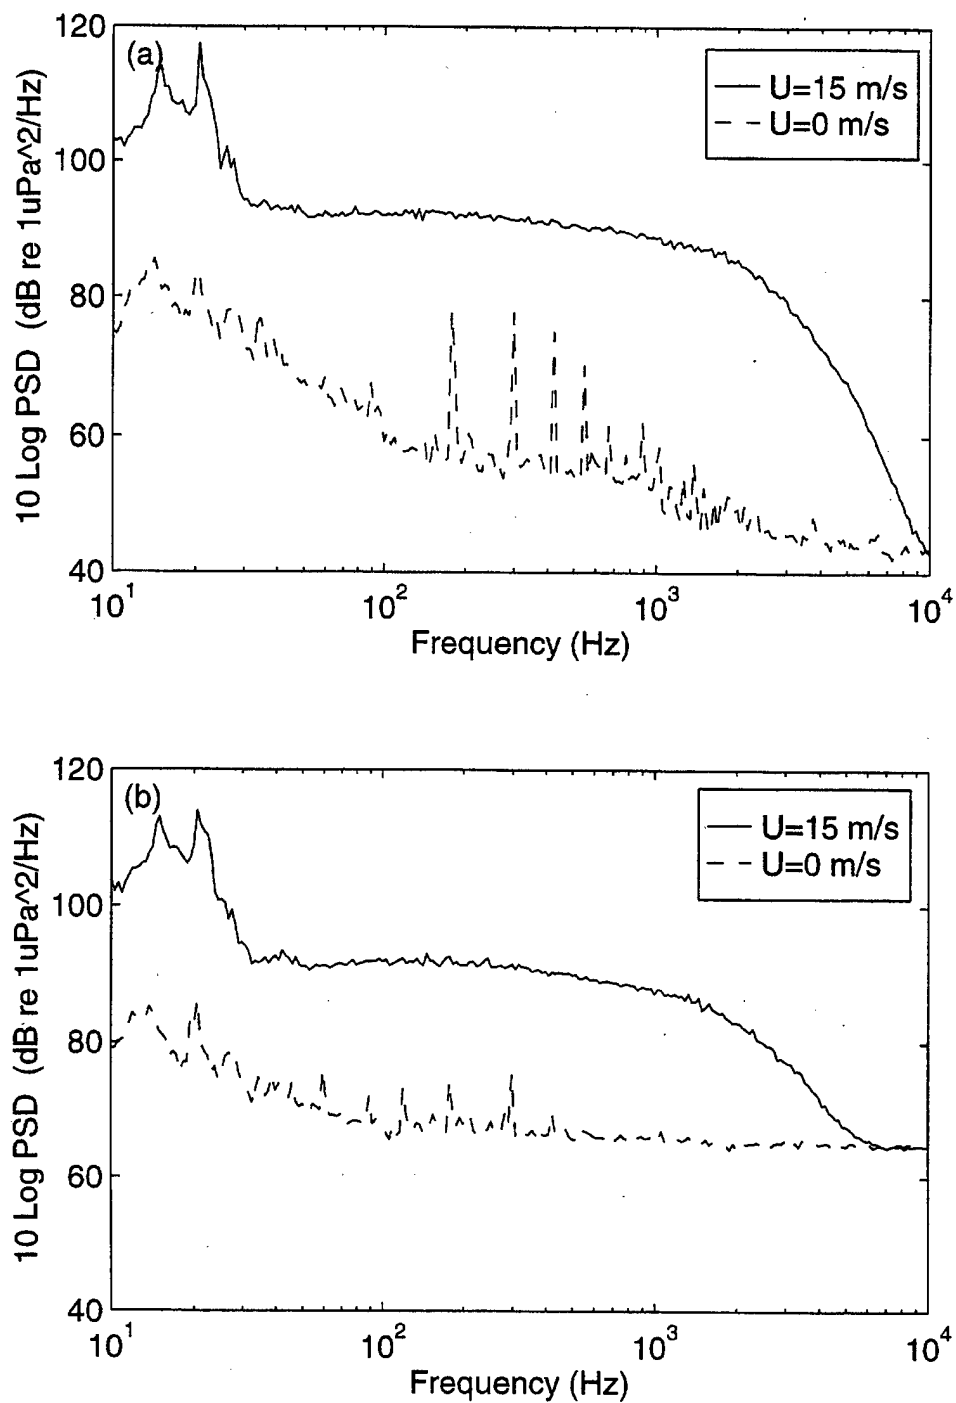 (a)
U=15 m/s
U=0 m/s
120
100
80
60
40
10^1
10^2
10^3
10^4
10 Log PSD (dB re 1uPa^2/Hz)
Frequency (Hz)
(b)
U=15 m/s
U=0 m/s
120
100
80
60
40
10^1
10^2
10^3
10^4
10 Log PSD (dB re 1uPa^2/Hz)
Frequency (Hz)